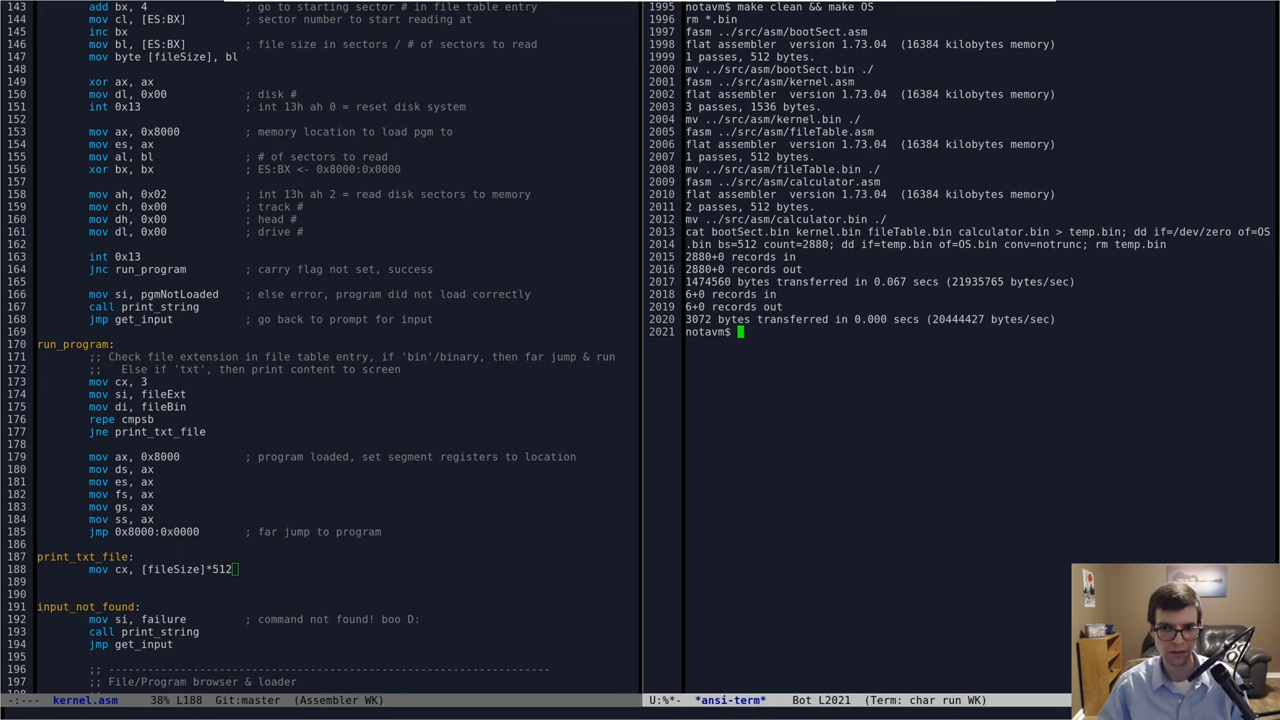 143 add bx, 4 ; go to starting sector # in file table entry
144 mov cl, [ES:BX] ; sector number to start reading at
145 inc bx
146 mov bl, [ES:BX] ; file size in sectors / # of sectors to read
147 mov byte [fileSize], bl
148
149 xor ax, ax
150 mov dl, 0x00 ; disk #
151 int 0x13 ; int 13h ah 0 = reset disk system
152
153 mov ax, 0x8000 ; memory location to load pgm to
154 mov es, ax
155 mov al, bl ; # of sectors to read
156 xor bx, bx ; ES:BX <- 0x8000:0x0000
157
158 mov ah, 0x02 ; int 13h ah 2 = read disk sectors to memory
159 mov ch, 0x00 ; track #
160 mov dh, 0x00 ; head #
161 mov dl, 0x00 ; drive #
162
163 int 0x13
164 jnc run_program ; carry flag not set, success
165
166 mov si, pgmNotLoaded ; else error, program did not load correctly
167 call print_string
168 jmp get_input ; go back to prompt for input
169
170 run_program:
171 ;; Check file extension in file table entry, if 'bin'/binary, then far jump & run
172 ;; Else if 'txt', then print content to screen
173 mov cx, 3
174 mov si, fileExt
175 mov di, fileBin
176 repe cmpsb
177 jne print_txt_file
178
179 mov ax, 0x8000 ; program loaded, set segment registers to location
180 mov ds, ax
181 mov es, ax
182 mov fs, ax
183 mov gs, ax
184 mov ss, ax
185 jmp 0x8000:0x0000 ; far jump to program
186
187 print_txt_file:
188 mov cx, [fileSize]*512
189
190
191 input_not_found:
192 mov si, failure ; command not found! boo D:
193 call print_string
194 jmp get_input
195
196 ;; --------------------------------------------------------------------
197 ;; File/Program browser & loader
-:--- kernel.asm 38% L188 Git:master (Assembler WK)
1995 notavm$ make clean && make OS
1996 rm *.bin
1997 fasm ../src/asm/bootSect.asm
1998 flat assembler version 1.73.04 (16384 kilobytes memory)
1999 1 passes, 512 bytes.
2000 mv ../src/asm/bootSect.bin ./
2001 fasm ../src/asm/kernel.asm
2002 flat assembler version 1.73.04 (16384 kilobytes memory)
2003 3 passes, 1536 bytes.
2004 mv ../src/asm/kernel.bin ./
2005 fasm ../src/asm/fileTable.asm
2006 flat assembler version 1.73.04 (16384 kilobytes memory)
2007 1 passes, 512 bytes.
2008 mv ../src/asm/fileTable.bin ./
2009 fasm ../src/asm/calculator.asm
2010 flat assembler version 1.73.04 (16384 kilobytes memory)
2011 2 passes, 512 bytes.
2012 mv ../src/asm/calculator.bin ./
2013 cat bootSect.bin kernel.bin fileTable.bin calculator.bin > temp.bin; dd if=/dev/zero of=OS
2014 .bin bs=512 count=2880; dd if=temp.bin of=OS.bin conv=notrunc; rm temp.bin
2015 2880+0 records in
2016 2880+0 records out
2017 1474560 bytes transferred in 0.067 secs (21935765 bytes/sec)
2018 6+0 records in
2019 6+0 records out
2020 3072 bytes transferred in 0.000 secs (20444427 bytes/sec)
2021 notavm$
U:%*- *ansi-term* Bot L2021 (Term: char run WK)